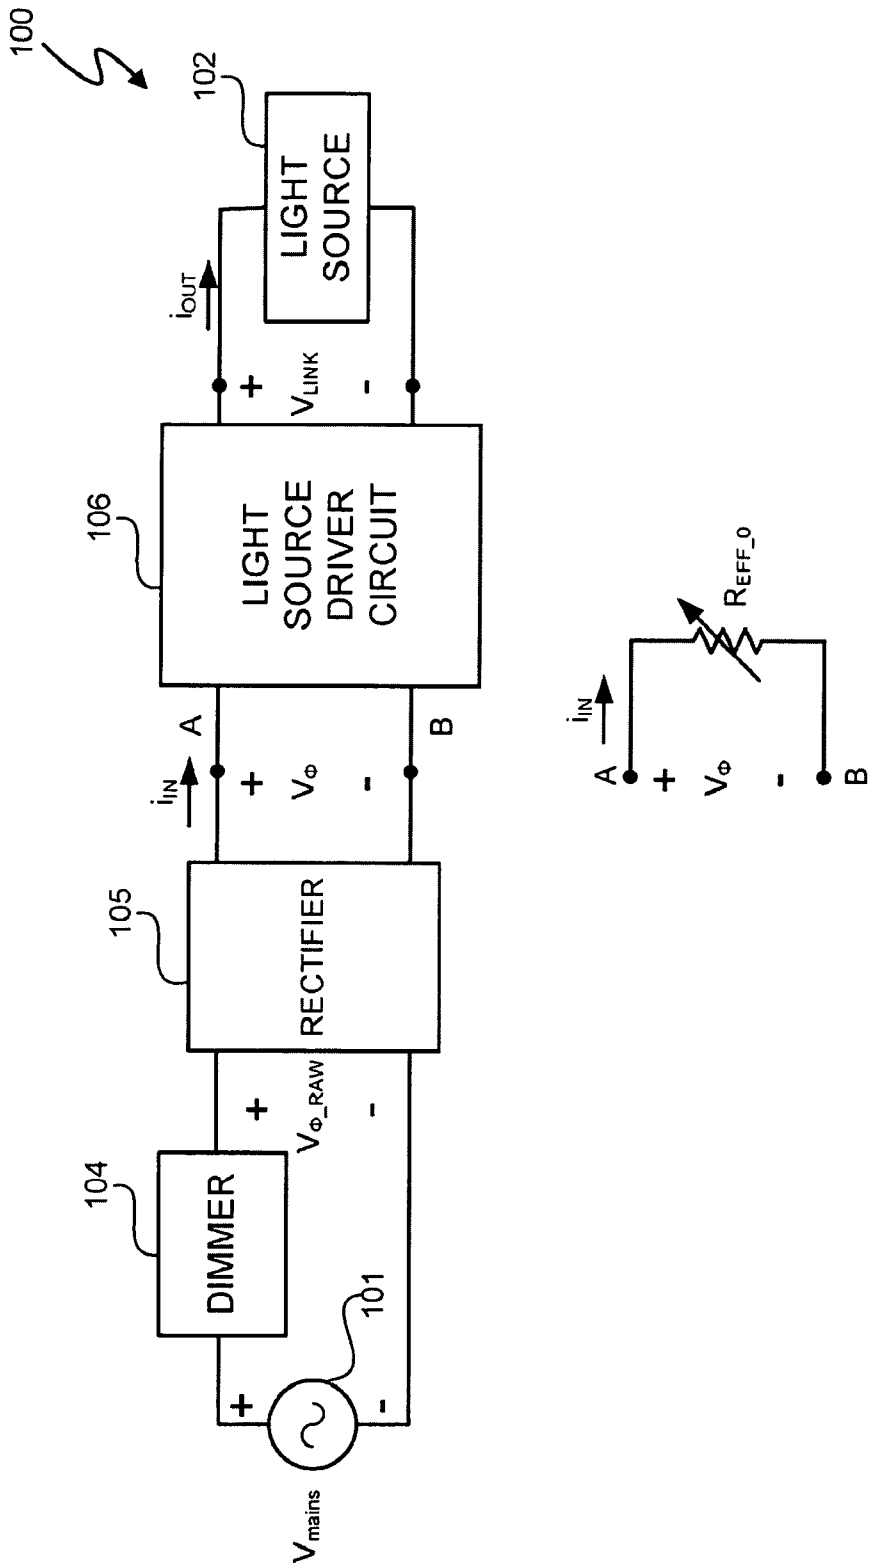 100
102
LIGHT
SOURCE
iOUT
+
VLINK
-
106
LIGHT
SOURCE
DRIVER
CIRCUIT
A
B
iIN
+
VΦ
-
105
RECTIFIER
+
VΦ_RAW
-
104
DIMMER
101
+
-
Vmains
A
iIN
+
VΦ
-
B
REFF_0